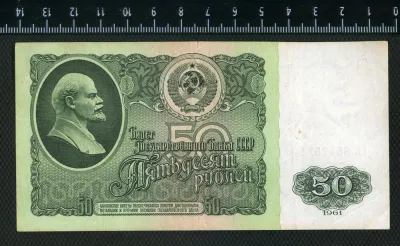 14 13 12 11 10 9 8 7 6 5 4 3 2 1 0
50
Билет
Государственного банка СССР
Пятьдесят
рублей
50 50
50
1961